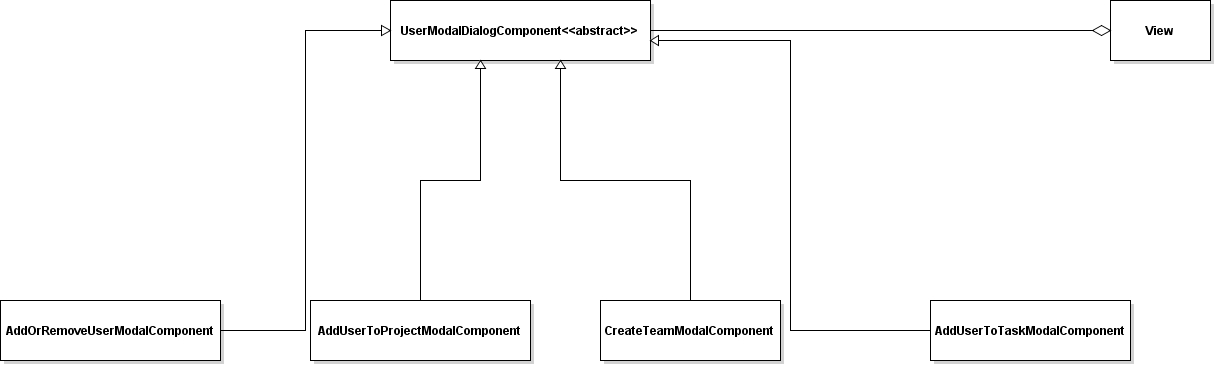 UserModalDialogComponent<<abstract>>
View
AddOrRemoveUserModalComponent
AddUserToProjectModalComponent
CreateTeamModalComponent
AddUserToTaskModalComponent